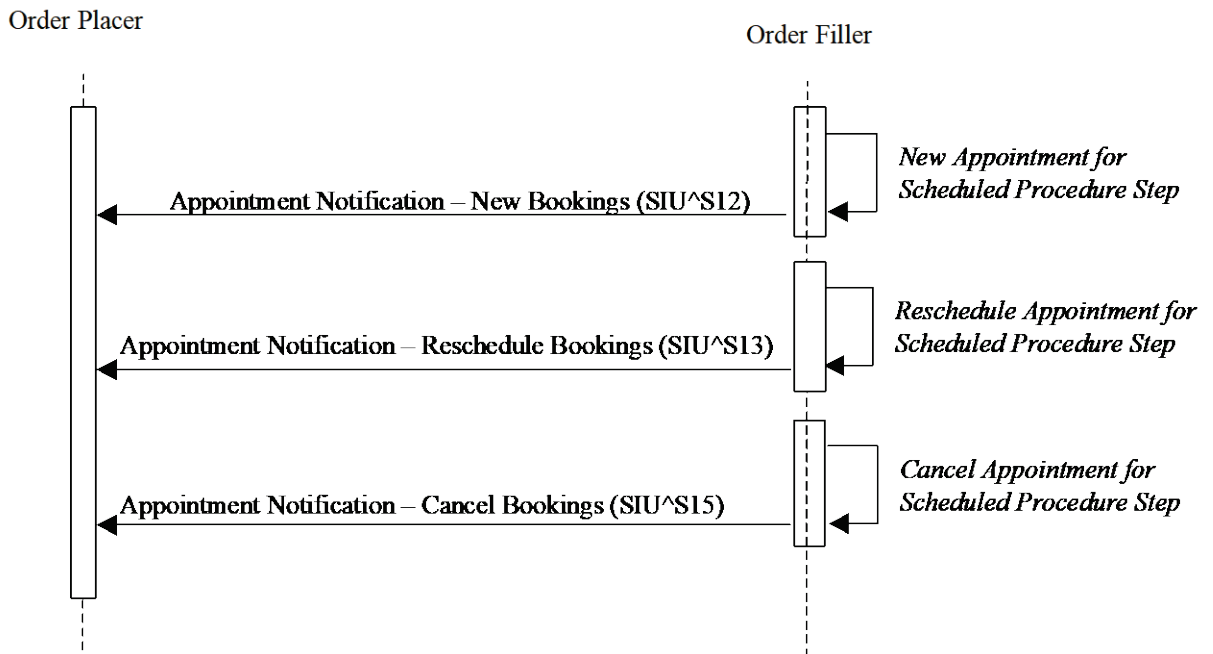 Order Placer
Order Filler
New Appointment for
Scheduled Procedure Step
Appointment Notification – New Bookings (SIU^S12)
Reschedule Appointment for
Scheduled Procedure Step
Appointment Notification – Reschedule Bookings (SIU^S13)
Cancel Appointment for
Scheduled Procedure Step
Appointment Notification – Cancel Bookings (SIU^S15)